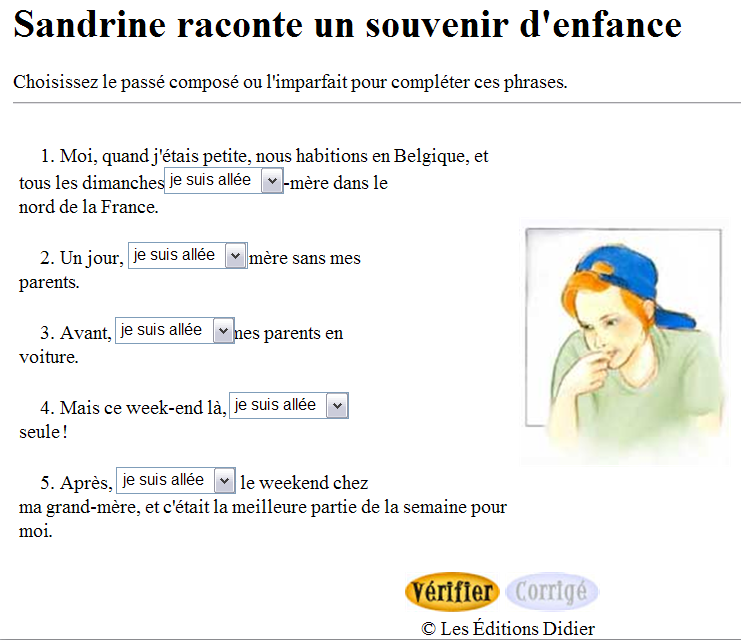 Sandrine raconte un souvenir d'enfance
Choisissez le passé composé ou l'imparfait pour compléter ces phrases.
1. Moi, quand j'étais petite, nous habitions en Belgique, et
tous les dimanches je suis allée -mère dans le
nord de la France.
2. Un jour, je suis allée mère sans mes
parents.
3. Avant, je suis allée mes parents en
voiture.
4. Mais ce week-end là, je suis allée
seule !
5. Après, je suis allée le weekend chez
ma grand-mère, et c'était la meilleure partie de la semaine pour
moi.
Vérifier Corrigé
© Les Éditions Didier